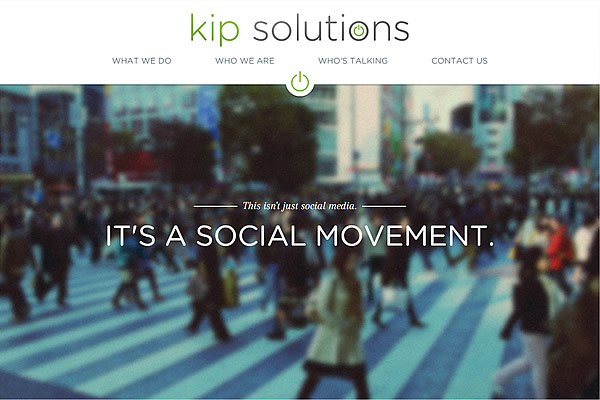 kip solutions
WHAT WE DO WHO WE ARE WHO'S TALKING CONTACT US
This isn't just social media.
IT'S A SOCIAL MOVEMENT.